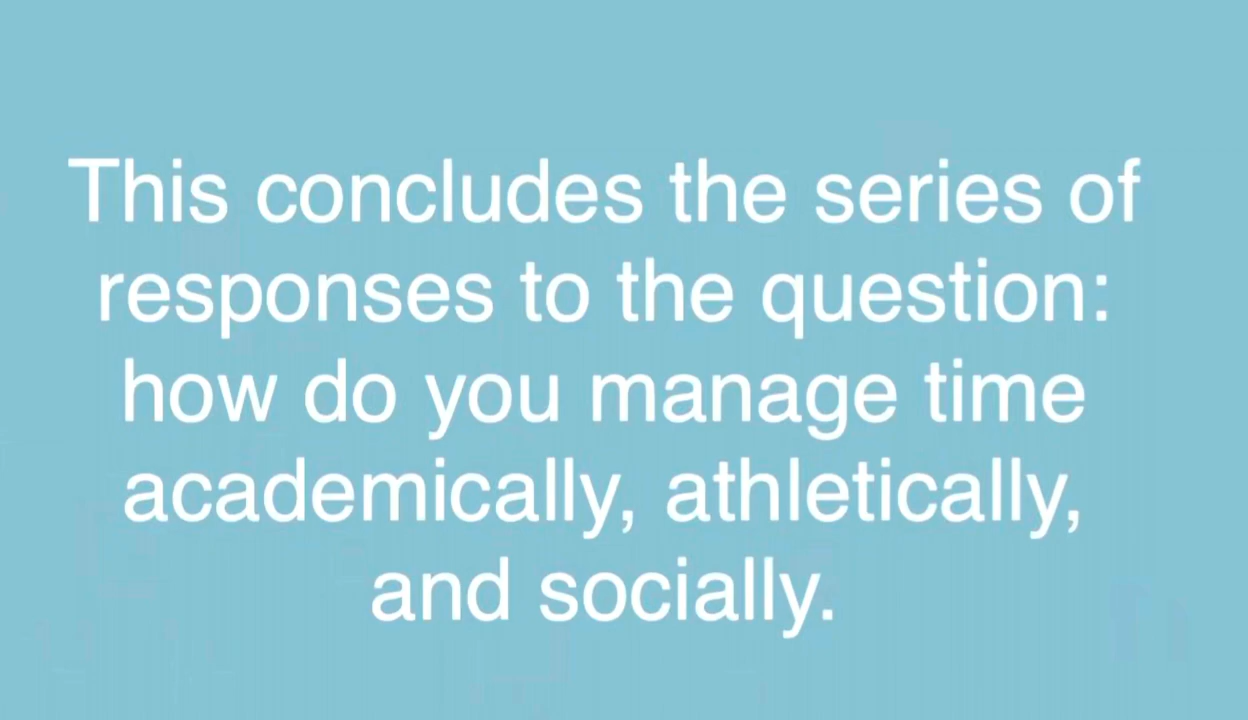 This concludes the series of
responses to the question:
how do you manage time
academically, athletically,
and socially.